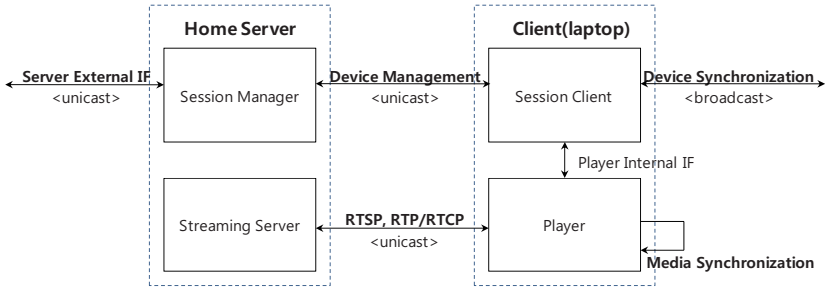 Home Server
Client(laptop)
Server External IF
<unicast>
Session Manager
Device Management
<unicast>
Session Client
Device Synchronization
<broadcast>
Player Internal IF
Streaming Server
RTSP, RTP/RTCP
<unicast>
Player
Media Synchronization